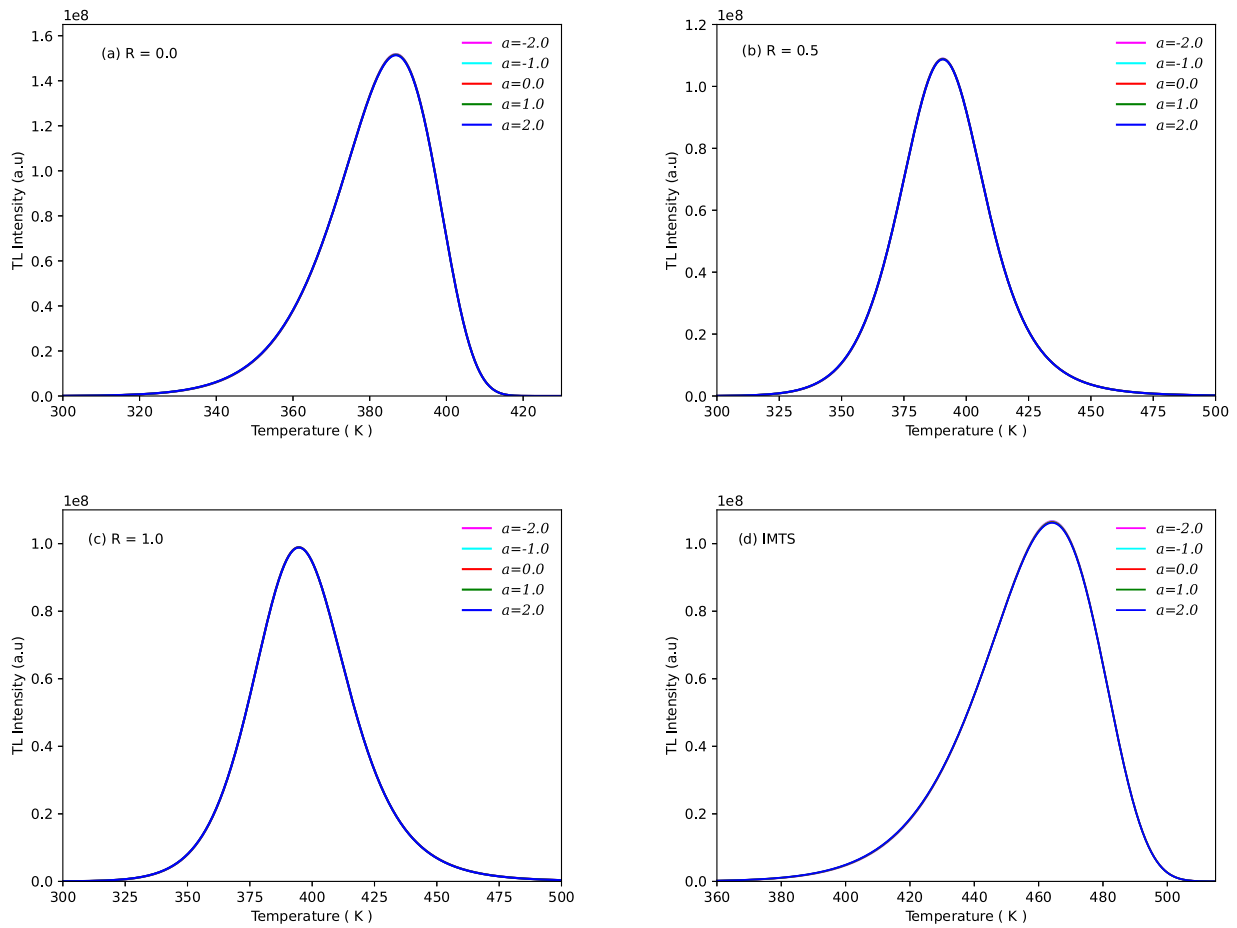 1e8
(a) R = 0.0
a=-2.0
a=-1.0
a=0.0
a=1.0
a=2.0
1.6
1.4
1.2
1.0
0.8
0.6
0.4
0.2
0.0
TL Intensity (a.u)
300 320 340 360 380 400 420
Temperature ( K )
1e8
(b) R = 0.5
a=-2.0
a=-1.0
a=0.0
a=1.0
a=2.0
1.2
1.0
0.8
0.6
0.4
0.2
0.0
TL Intensity (a.u)
300 325 350 375 400 425 450 475 500
Temperature ( K )
1e8
(c) R = 1.0
a=-2.0
a=-1.0
a=0.0
a=1.0
a=2.0
1.0
0.8
0.6
0.4
0.2
0.0
TL Intensity (a.u)
300 325 350 375 400 425 450 475 500
Temperature ( K )
1e8
(d) IMTS
a=-2.0
a=-1.0
a=0.0
a=1.0
a=2.0
1.0
0.8
0.6
0.4
0.2
0.0
TL Intensity (a.u)
360 380 400 420 440 460 480 500
Temperature ( K )